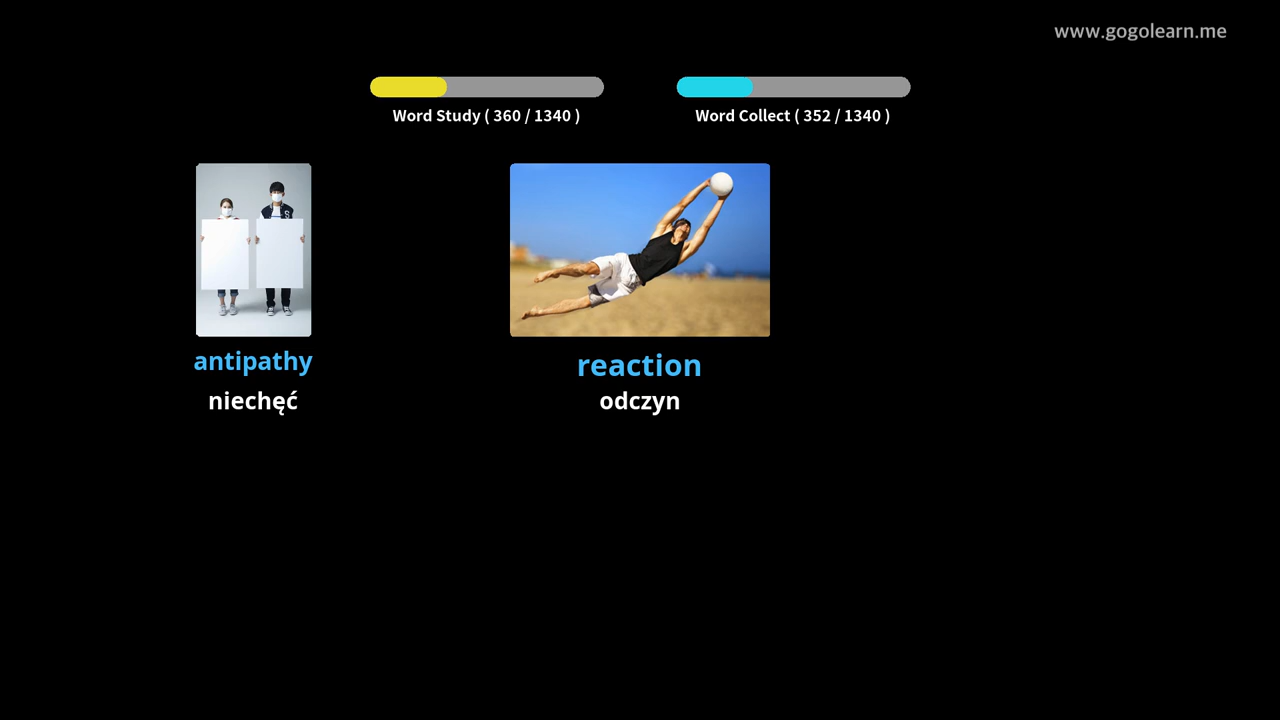 www.gogolearn.me
Word Study ( 360 / 1340 )
Word Collect ( 352 / 1340 )
antipathy
niechęć
reaction
odczyn